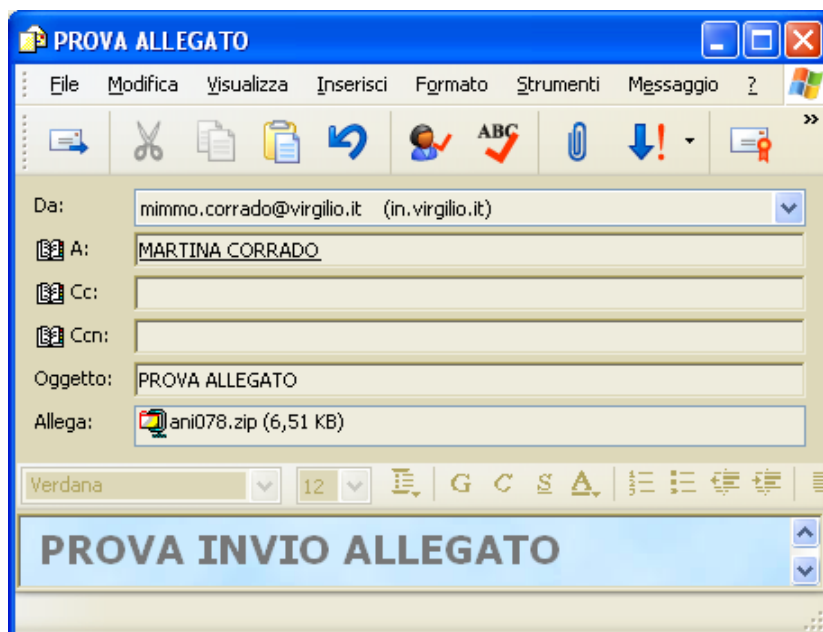 PROVA ALLEGATO
File Modifica Visualizza Inserisci Formato Strumenti Messaggio ?
ABC
Da: mimmo.corrado@virgilio.it (in.virgilio.it)
A: MARTINA CORRADO
Cc:
Ccn:
Oggetto: PROVA ALLEGATO
Allega: ani078.zip (6,51 KB)
Verdana 12 G C S A
PROVA INVIO ALLEGATO